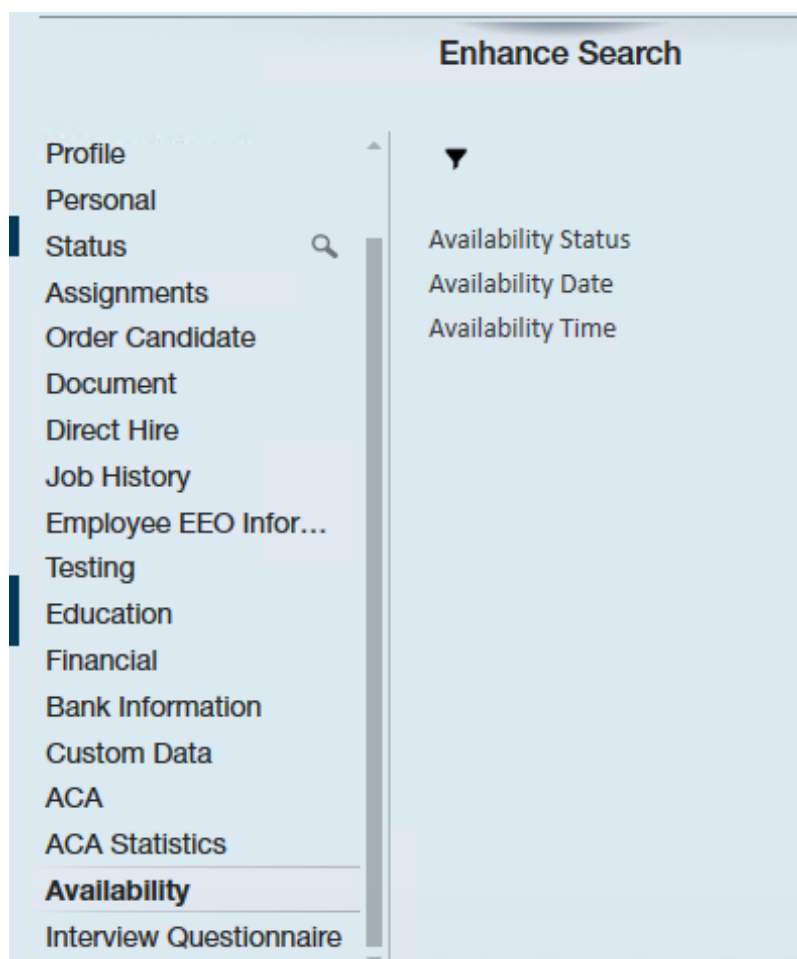 Enhance Search
Profile
Personal
Status
Assignments
Order Candidate
Document
Direct Hire
Job History
Employee EEO Infor...
Testing
Education
Financial
Bank Information
Custom Data
ACA
ACA Statistics
Availability
Interview Questionnaire
Availability Status
Availability Date
Availability Time